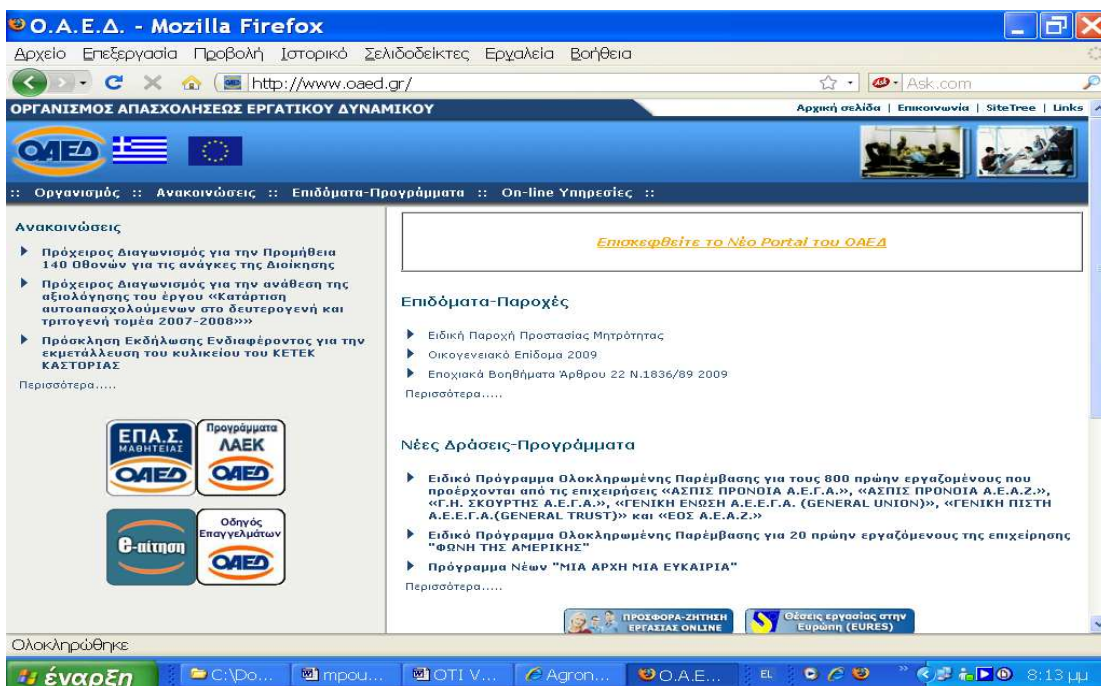 Ο.Α.Ε.Δ. - Mozilla Firefox
Αρχείο Επεξεργασία Προβολή Ιστορικό Σελιδοδείκτες Εργαλεία Βοήθεια
http://www.oaed.gr/
Ask.com
ΟΡΓΑΝΙΣΜΟΣ ΑΠΑΣΧΟΛΗΣΕΩΣ ΕΡΓΑΤΙΚΟΥ ΔΥΝΑΜΙΚΟΥ
Αρχική σελίδα | Επικοινωνία | SiteTree | Links
ΟΑΕΔ
:: Οργανισμός :: Ανακοινώσεις :: Επιδόματα-Προγράμματα :: On-line Υπηρεσίες ::
Ανακοινώσεις
Πρόχειρος Διαγωνισμός για την Προμήθεια
140 Οθονών για τις ανάγκες της Διοίκησης
Πρόχειρος Διαγωνισμός για την ανάθεση της
αξιολόγησης του έργου «Κατάρτιση
αυτοαπασχολούμενων στο δευτερογενή και
τριτογενή τομέα 2007-2008»»
Πρόσκληση Εκδήλωσης Ενδιαφέροντος για την
εκμετάλλευση του κυλικείου του ΚΕΤΕΚ
ΚΑΣΤΟΡΙΑΣ
Περισσότερα.....
ΕΠΑ.Σ.
ΜΑΘΗΤΕΙΑΣ
ΟΑΕΔ
Προγράμματα
ΛΑΕΚ
ΟΑΕΔ
e-αίτηση
Οδηγός
Επαγγελμάτων
ΟΑΕΔ
Επισκεφθείτε το Νέο Portal του ΟΑΕΔ
Επιδόματα-Παροχές
Ειδική Παροχή Προστασίας Μητρότητας
Οικογενειακό Επίδομα 2009
Εποχιακά Βοηθήματα Άρθρου 22 Ν.1836/89 2009
Περισσότερα.....
Νέες Δράσεις-Προγράμματα
Ειδικό Πρόγραμμα Ολοκληρωμένης Παρέμβασης για τους 800 πρώην εργαζομένους που
προέρχονται από τις επιχειρήσεις «ΑΣΠΙΣ ΠΡΟΝΟΙΑ Α.Ε.Γ.Α.», «ΑΣΠΙΣ ΠΡΟΝΟΙΑ Α.Ε.Α.Ζ.»,
«Γ.Η. ΣΚΟΥΡΤΗΣ Α.Ε.Γ.Α.», «ΓΕΝΙΚΗ ΕΝΩΣΗ Α.Ε.Ε.Γ.Α. (GENERAL UNION)», «ΓΕΝΙΚΗ ΠΙΣΤΗ
Α.Ε.Ε.Γ.Α.(GENERAL TRUST)» και «ΕΟΣ Α.Ε.Α.Ζ.»
Ειδικό Πρόγραμμα Ολοκληρωμένης Παρέμβασης για 20 πρώην εργαζόμενους της επιχείρησης
"ΦΩΝΗ ΤΗΣ ΑΜΕΡΙΚΗΣ"
Πρόγραμμα Νέων "ΜΙΑ ΑΡΧΗ ΜΙΑ ΕΥΚΑΙΡΙΑ"
Περισσότερα.....
ΠΡΟΣΦΟΡΑ-ΖΗΤΗΣΗ
ΕΡΓΑΣΙΑΣ ONLINE
Θέσεις εργασίας στην
Ευρώπη (EURES)
Ολοκληρώθηκε
έναρξη
C:\Do...
mpou...
OTI V...
Agron...
Ο.Α.Ε...
EL
8:13 μμ